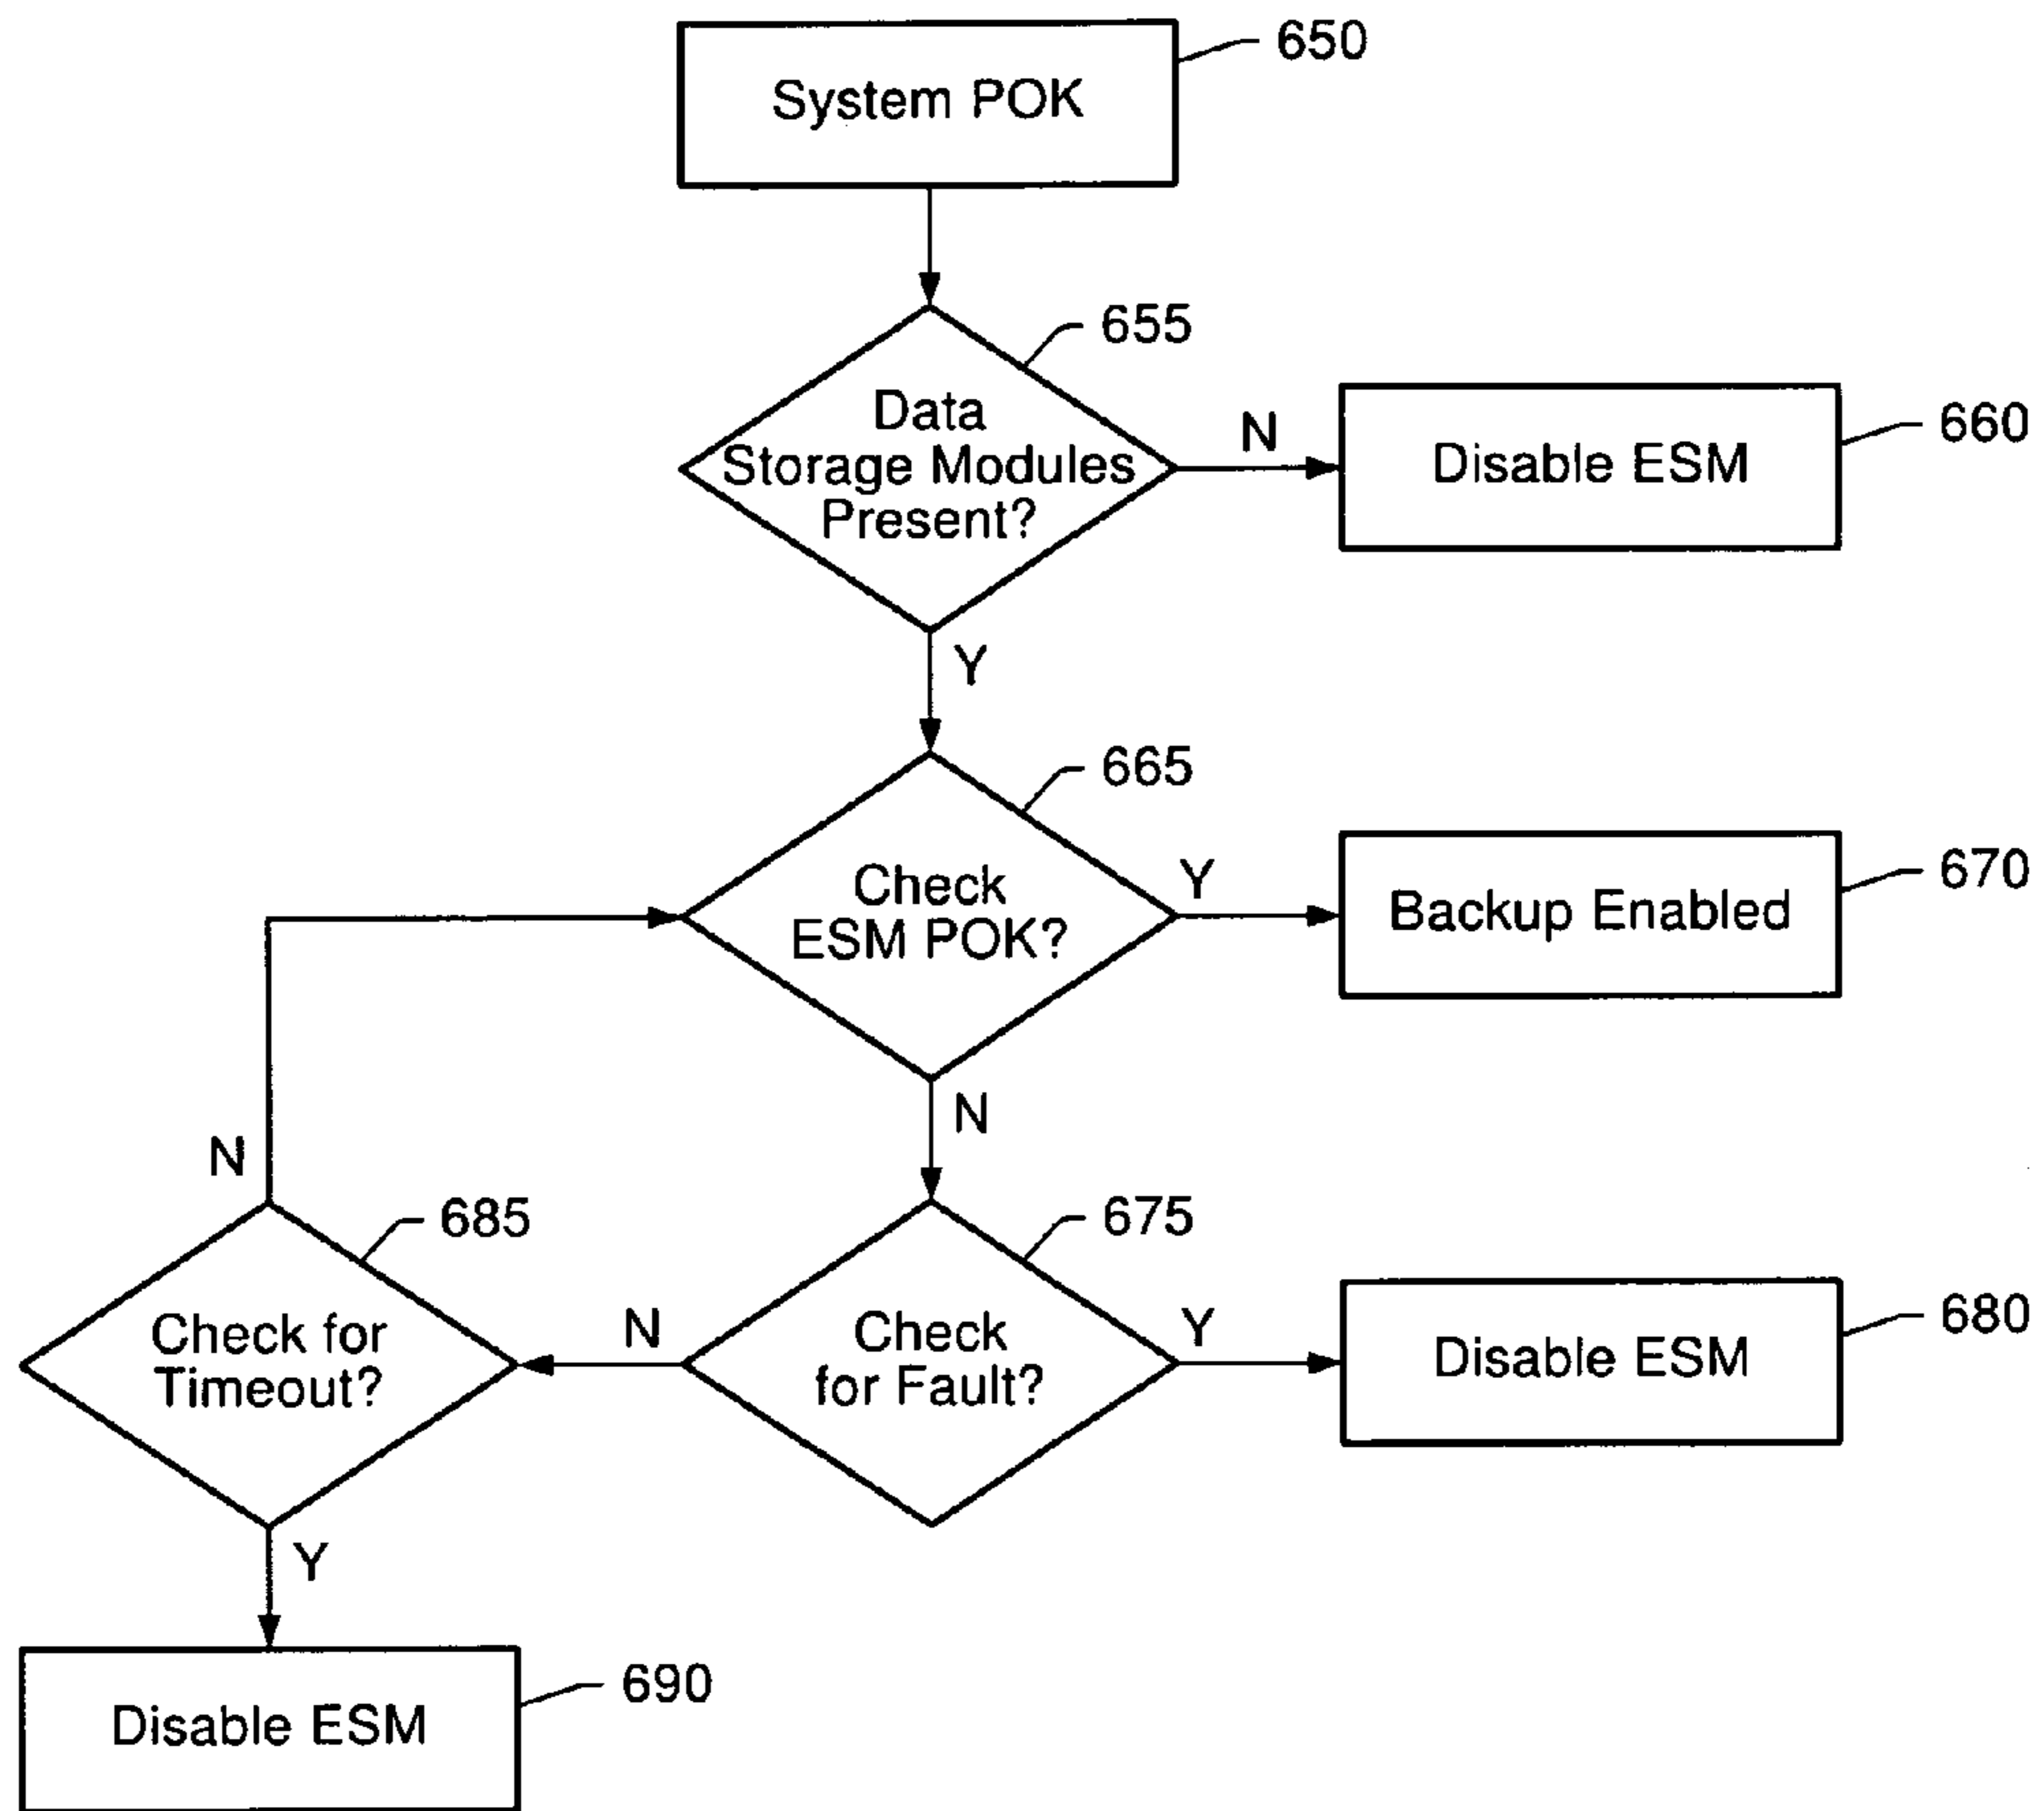 650
System POK
655
Data
Storage Modules
Present?
N
660
Disable ESM
Y
665
Check
ESM POK?
Y
670
Backup Enabled
N
N
685
Check for
Timeout?
N
675
Check
for Fault?
Y
680
Disable ESM
Y
690
Disable ESM